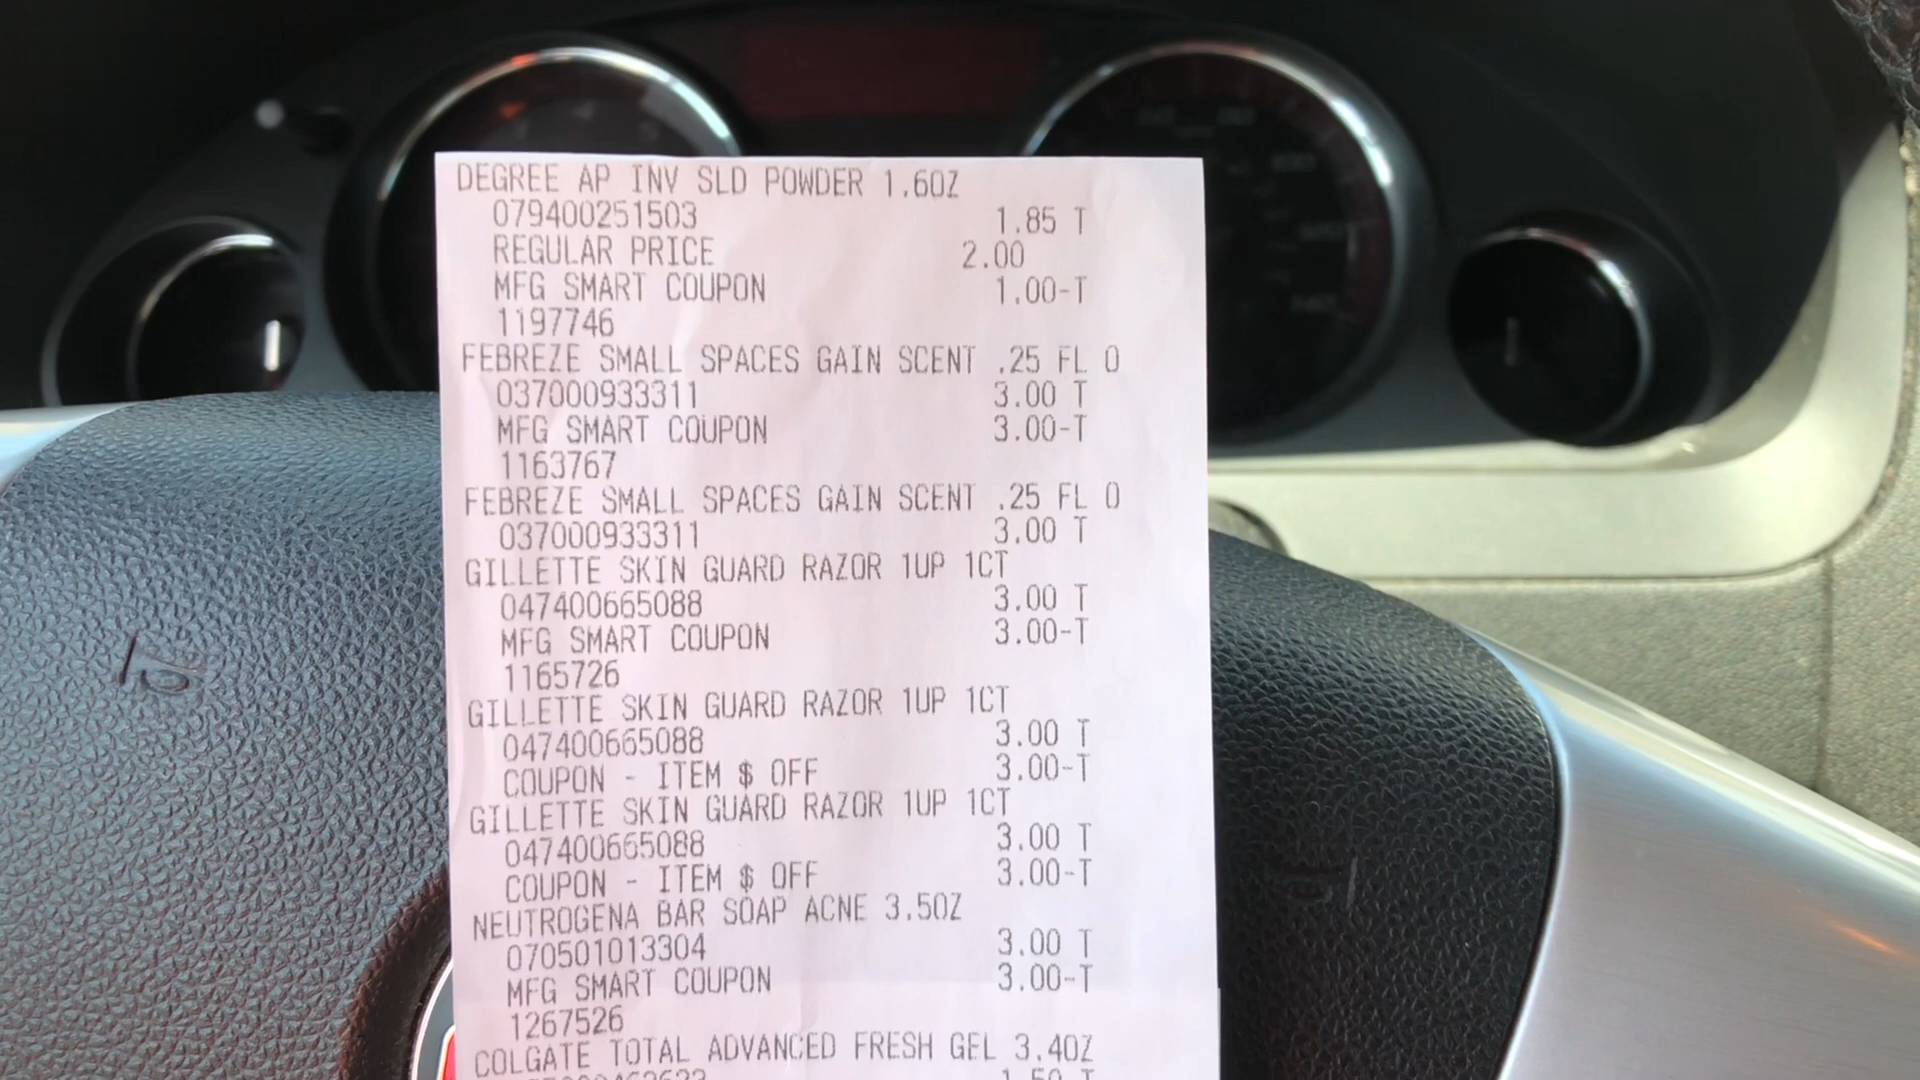 DEGREE AP INV SLD POWDER 1.6OZ
079400251503 1.85 T
REGULAR PRICE 2.00
MFG SMART COUPON 1.00-T
1197746
FEBREZE SMALL SPACES GAIN SCENT .25 FL O
037000933311 3.00 T
MFG SMART COUPON 3.00-T
1163767
FEBREZE SMALL SPACES GAIN SCENT .25 FL O
037000933311 3.00 T
GILLETTE SKIN GUARD RAZOR 1UP 1CT
047400665088 3.00 T
MFG SMART COUPON 3.00-T
1165726
GILLETTE SKIN GUARD RAZOR 1UP 1CT
047400665088 3.00 T
COUPON - ITEM $ OFF 3.00-T
GILLETTE SKIN GUARD RAZOR 1UP 1CT
047400665088 3.00 T
COUPON - ITEM $ OFF 3.00-T
NEUTROGENA BAR SOAP ACNE 3.5OZ
070501013304 3.00 T
MFG SMART COUPON 3.00-T
1267526
COLGATE TOTAL ADVANCED FRESH GEL 3.4OZ
1.50 T